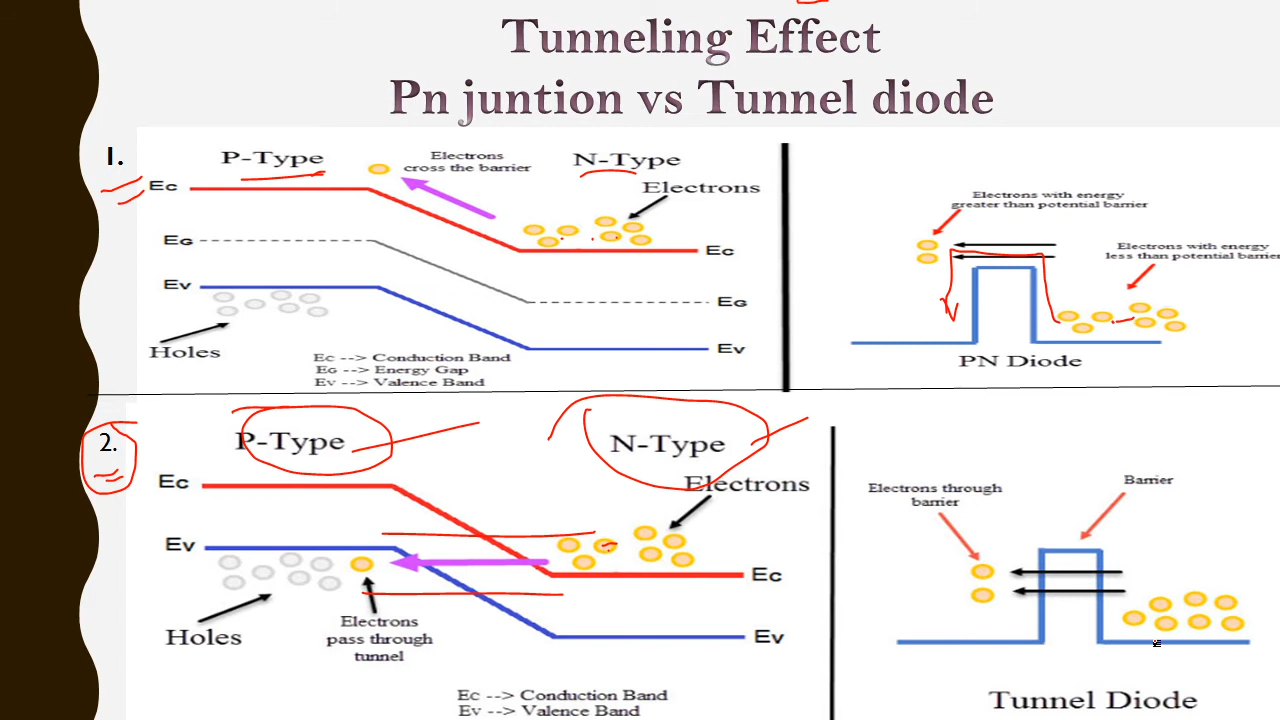 Tunneling Effect
Pn juntion vs Tunnel diode
1.
P-Type
Electrons
cross the barrier
N-Type
Electrons
Ec
Ec
EG
EG
Ev
Ev
Holes
Ec --> Conduction Band
EG --> Energy Gap
Ev --> Valence Band
Electrons with energy
greater than potential barrier
Electrons with energy
less than potential barrier
PN Diode
2.
P-Type
N-Type
Electrons
Ec
Ev
Ec
Ev
Holes
Electrons
pass through
tunnel
Ec --> Conduction Band
Ev --> Valence Band
Electrons through
barrier
Barrier
Tunnel Diode